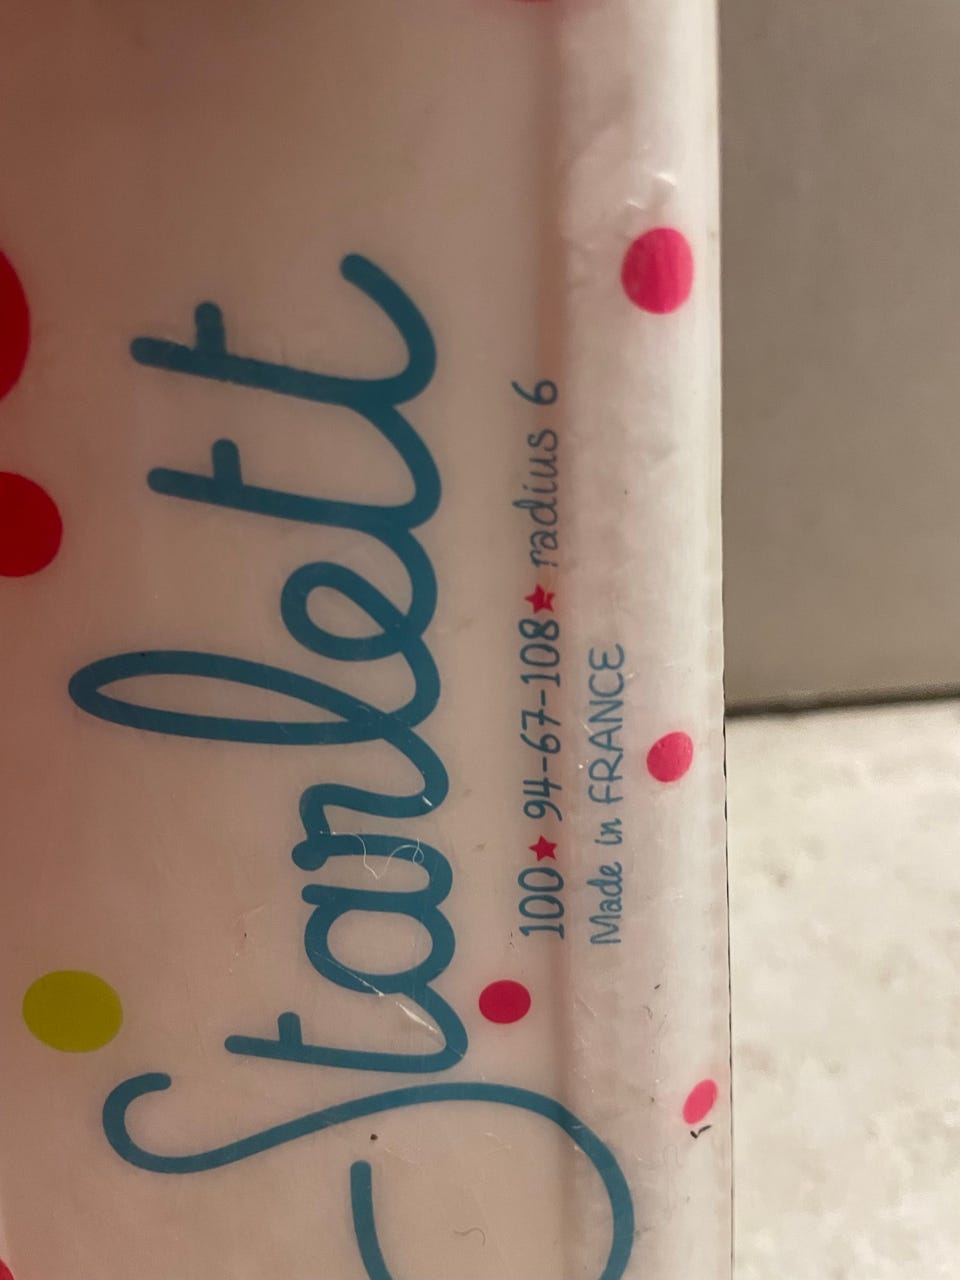 Starlett
100★ 94-67-108★ radius 6
Made in FRANCE